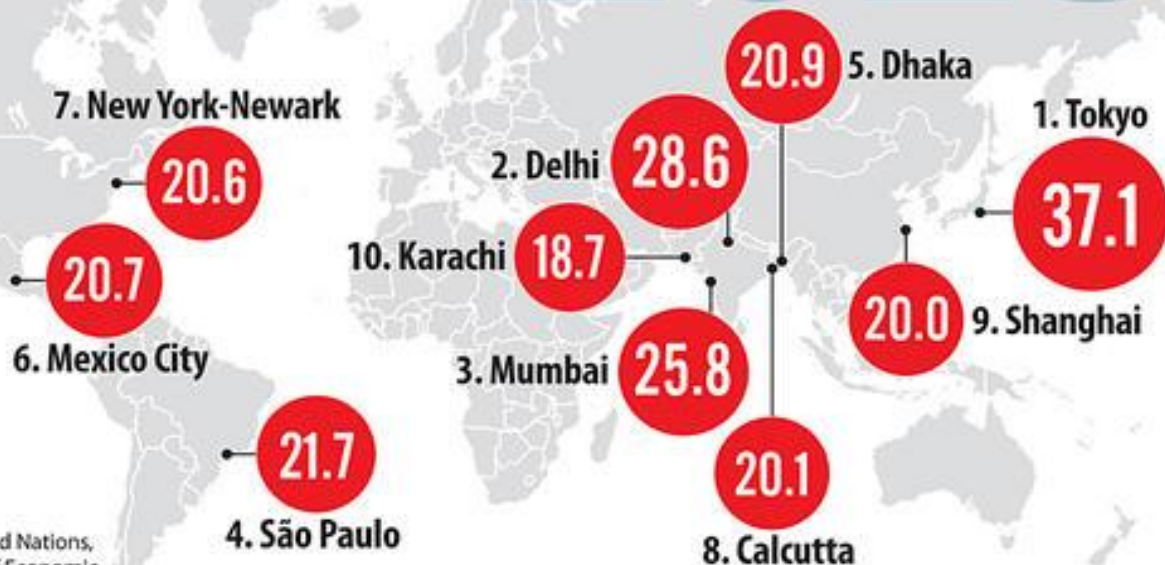 20.9
5. Dhaka
7. New York-Newark
20.6
1. Tokyo
37.1
2. Delhi
28.6
10. Karachi
18.7
20.7
6. Mexico City
20.0
9. Shanghai
3. Mumbai
25.8
21.7
4. São Paulo
20.1
8. Calcutta
Nations,